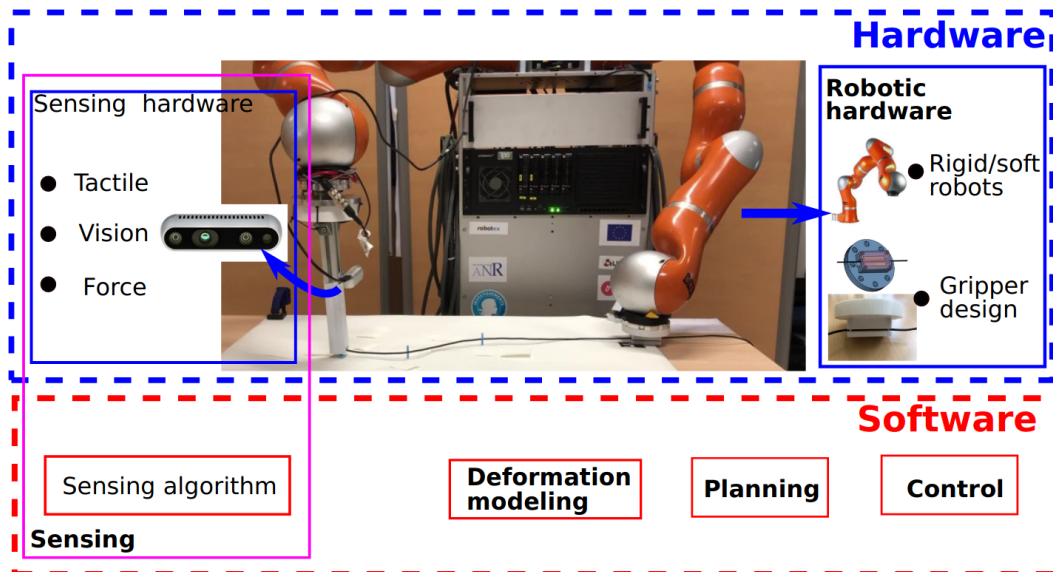 Hardware
Sensing hardware
Tactile
Vision
Force
robotex
ANR
Robotic
hardware
Rigid/soft
robots
Gripper
design
Software
Sensing algorithm
Deformation
modeling
Planning
Control
Sensing